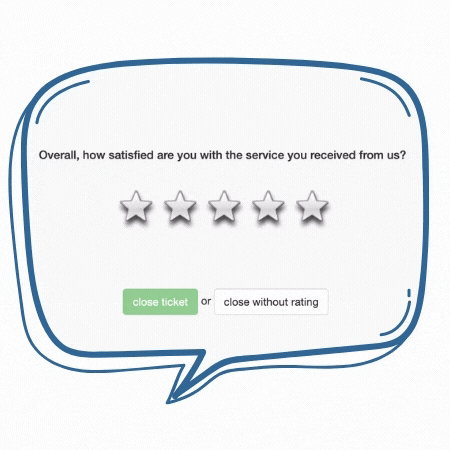 Overall, how satisfied are you with the service you received from us?
close ticket or close without rating